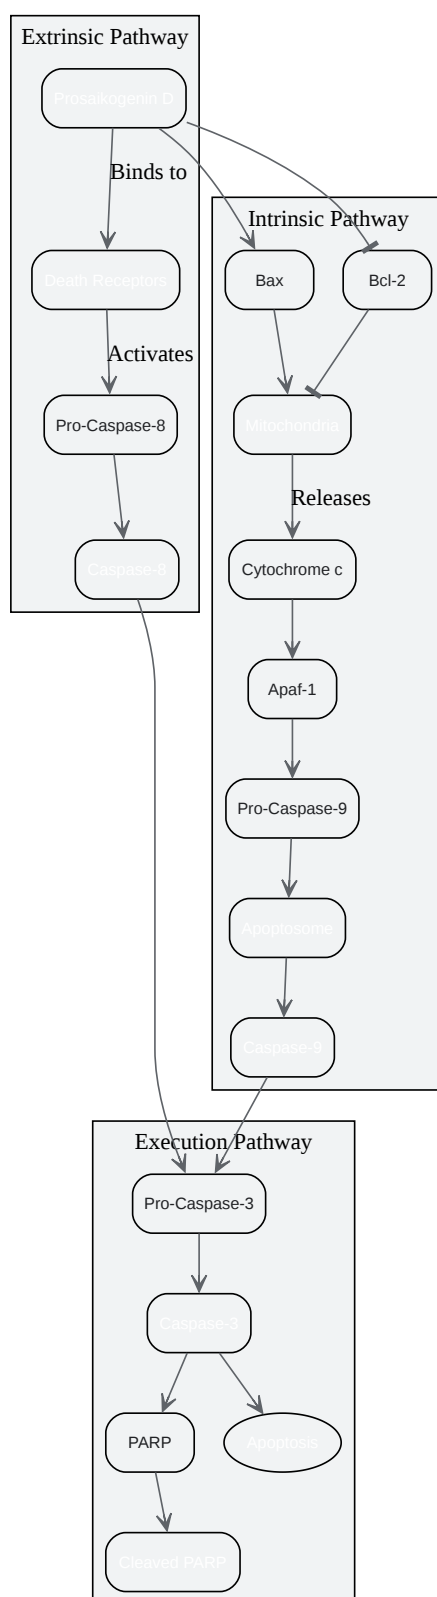 Extrinsic Pathway
Prosaikogenin D
Binds to
Intrinsic Pathway
Death Receptors
Bax
Bcl-2
Activates
Pro-Caspase-8
Mitochondria
Releases
Caspase-8
Cytochrome c
Apaf-1
Pro-Caspase-9
Apoptosome
Caspase-9
Execution Pathway
Pro-Caspase-3
Caspase-3
PARP
Apoptosis
Cleaved PARP